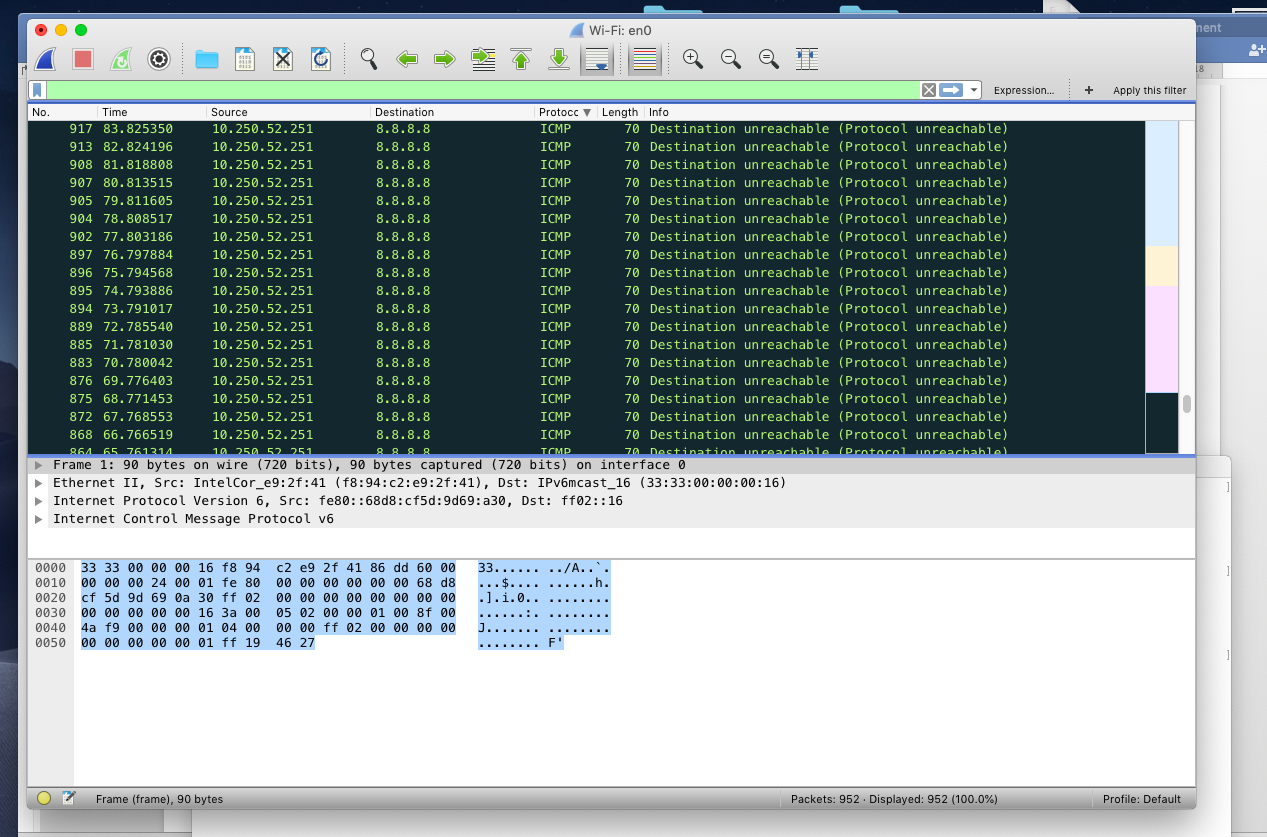 Wi-Fi: en0
ment
18
Expression...
+
Apply this filter
No. Time Source Destination Protocc Length Info
917 83.825350 10.250.52.251 8.8.8.8 ICMP 70 Destination unreachable (Protocol unreachable)
913 82.824196 10.250.52.251 8.8.8.8 ICMP 70 Destination unreachable (Protocol unreachable)
908 81.818808 10.250.52.251 8.8.8.8 ICMP 70 Destination unreachable (Protocol unreachable)
907 80.813515 10.250.52.251 8.8.8.8 ICMP 70 Destination unreachable (Protocol unreachable)
905 79.811605 10.250.52.251 8.8.8.8 ICMP 70 Destination unreachable (Protocol unreachable)
904 78.808517 10.250.52.251 8.8.8.8 ICMP 70 Destination unreachable (Protocol unreachable)
902 77.803186 10.250.52.251 8.8.8.8 ICMP 70 Destination unreachable (Protocol unreachable)
897 76.797884 10.250.52.251 8.8.8.8 ICMP 70 Destination unreachable (Protocol unreachable)
896 75.794568 10.250.52.251 8.8.8.8 ICMP 70 Destination unreachable (Protocol unreachable)
895 74.793886 10.250.52.251 8.8.8.8 ICMP 70 Destination unreachable (Protocol unreachable)
894 73.791017 10.250.52.251 8.8.8.8 ICMP 70 Destination unreachable (Protocol unreachable)
889 72.785540 10.250.52.251 8.8.8.8 ICMP 70 Destination unreachable (Protocol unreachable)
885 71.781030 10.250.52.251 8.8.8.8 ICMP 70 Destination unreachable (Protocol unreachable)
883 70.780042 10.250.52.251 8.8.8.8 ICMP 70 Destination unreachable (Protocol unreachable)
876 69.776403 10.250.52.251 8.8.8.8 ICMP 70 Destination unreachable (Protocol unreachable)
875 68.771453 10.250.52.251 8.8.8.8 ICMP 70 Destination unreachable (Protocol unreachable)
872 67.768553 10.250.52.251 8.8.8.8 ICMP 70 Destination unreachable (Protocol unreachable)
868 66.766519 10.250.52.251 8.8.8.8 ICMP 70 Destination unreachable (Protocol unreachable)
864 65.761314 10.250.52.251 8.8.8.8 ICMP 70 Destination unreachable (Protocol unreachable)
Frame 1: 90 bytes on wire (720 bits), 90 bytes captured (720 bits) on interface 0
Ethernet II, Src: IntelCor_e9:2f:41 (f8:94:c2:e9:2f:41), Dst: IPv6mcast_16 (33:33:00:00:00:16)
Internet Protocol Version 6, Src: fe80::68d8:cf5d:9d69:a30, Dst: ff02::16
Internet Control Message Protocol v6
0000 33 33 00 00 00 16 f8 94 c2 e9 2f 41 86 dd 60 00 33...... ../A..`.
0010 00 00 00 24 00 01 fe 80 00 00 00 00 00 00 68 d8 ...$.... ......h.
0020 cf 5d 9d 69 0a 30 ff 02 00 00 00 00 00 00 00 00 .].i.0.. ........
0030 00 00 00 00 00 16 3a 00 05 02 00 00 01 00 8f 00 ......:. ........
0040 4a f9 00 00 00 01 04 00 00 00 ff 02 00 00 00 00 J....... ........
0050 00 00 00 00 00 01 ff 19 46 27 ........ F'
Frame (frame), 90 bytes
Packets: 952 · Displayed: 952 (100.0%)
Profile: Default